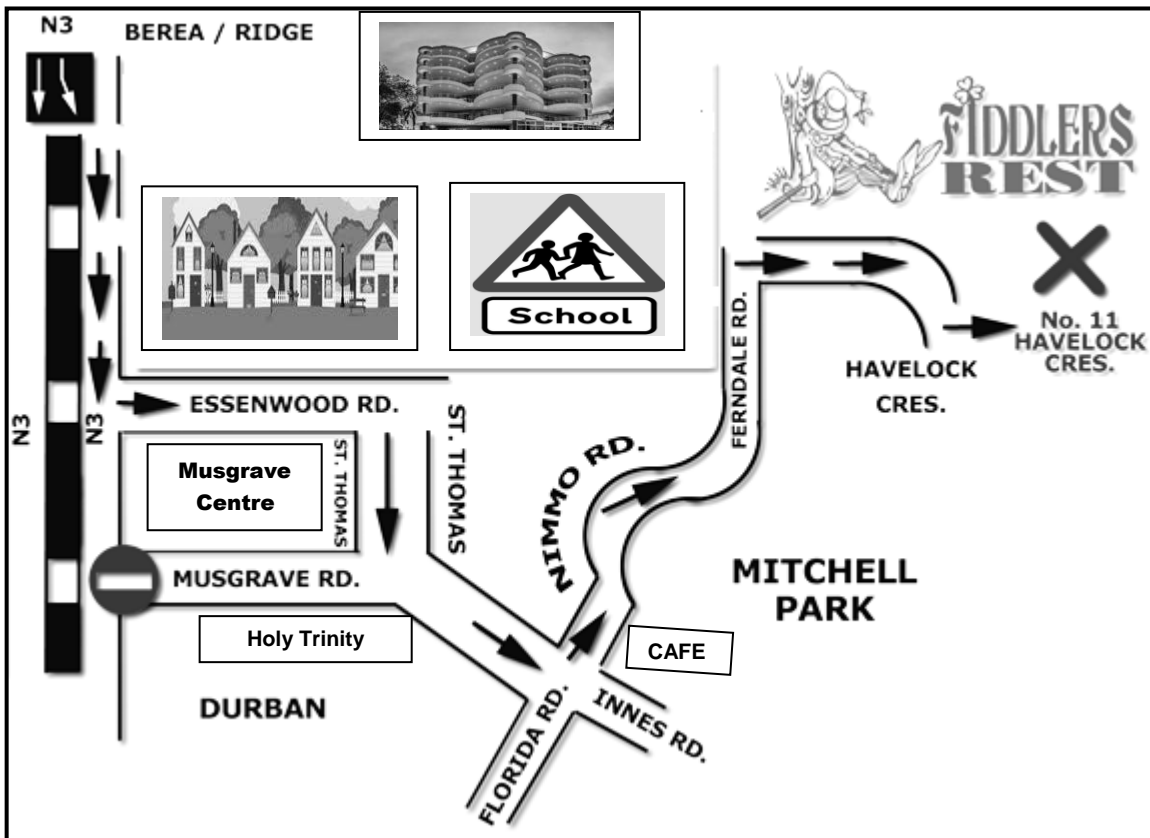 N3
BEREA / RIDGE
FIDDLERS
REST
School
No. 11
HAVELOCK
CRES.
HAVELOCK
CRES.
FERNDALE RD.
N3
N3
ESSENWOOD RD.
ST. THOMAS
ST. THOMAS
Musgrave
Centre
NIMMO RD.
MUSGRAVE RD.
MITCHELL
PARK
Holy Trinity
CAFE
DURBAN
FLORIDA RD.
INNES RD.